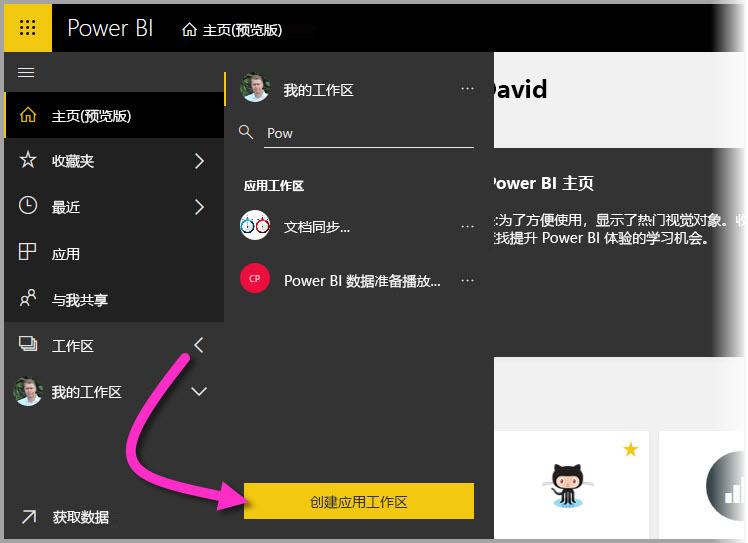 Power BI
主页(预览版)
主页(预览版)
收藏夹
最近
应用
与我共享
工作区
我的工作区
获取数据
我的工作区
Pow
应用工作区
文档同步...
CP
Power BI 数据准备播放...
创建应用工作区
David
Power BI 主页
为了方便使用，显示了热门视觉对象。
找提升 Power BI 体验的学习机会。